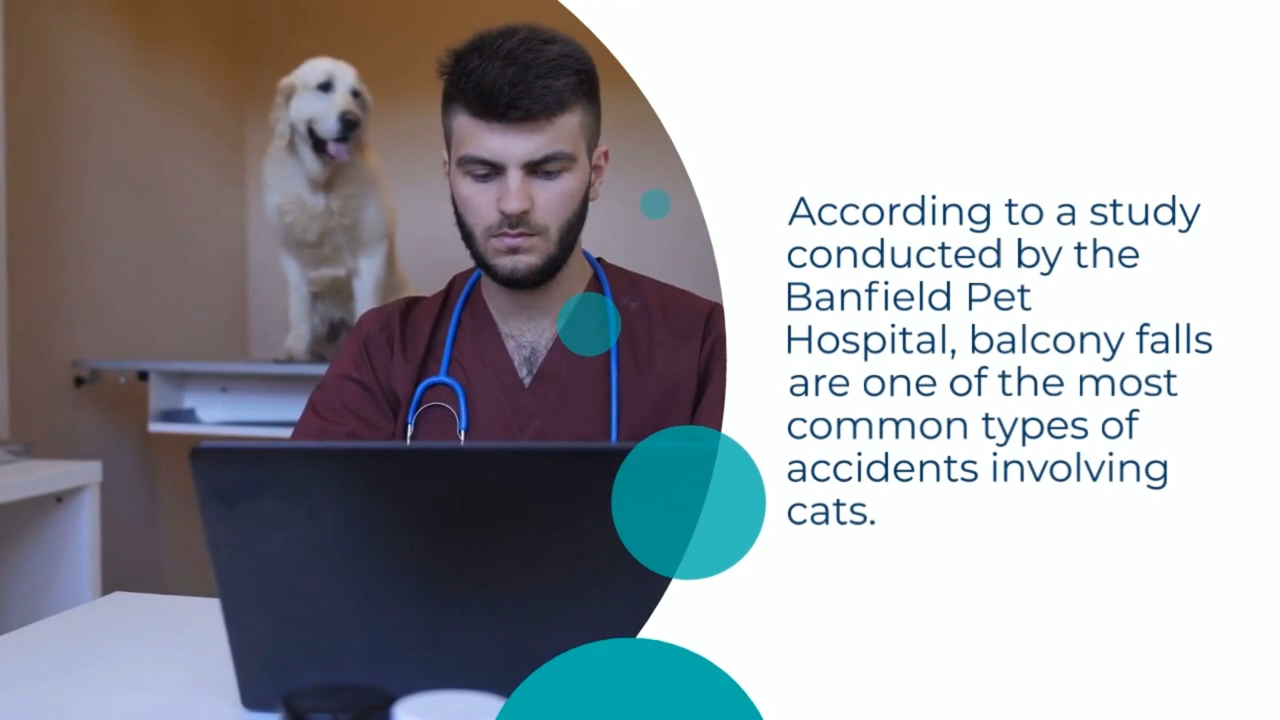 According to a study
conducted by the
Banfield Pet
Hospital, balcony falls
are one of the most
common types of
accidents involving
cats.